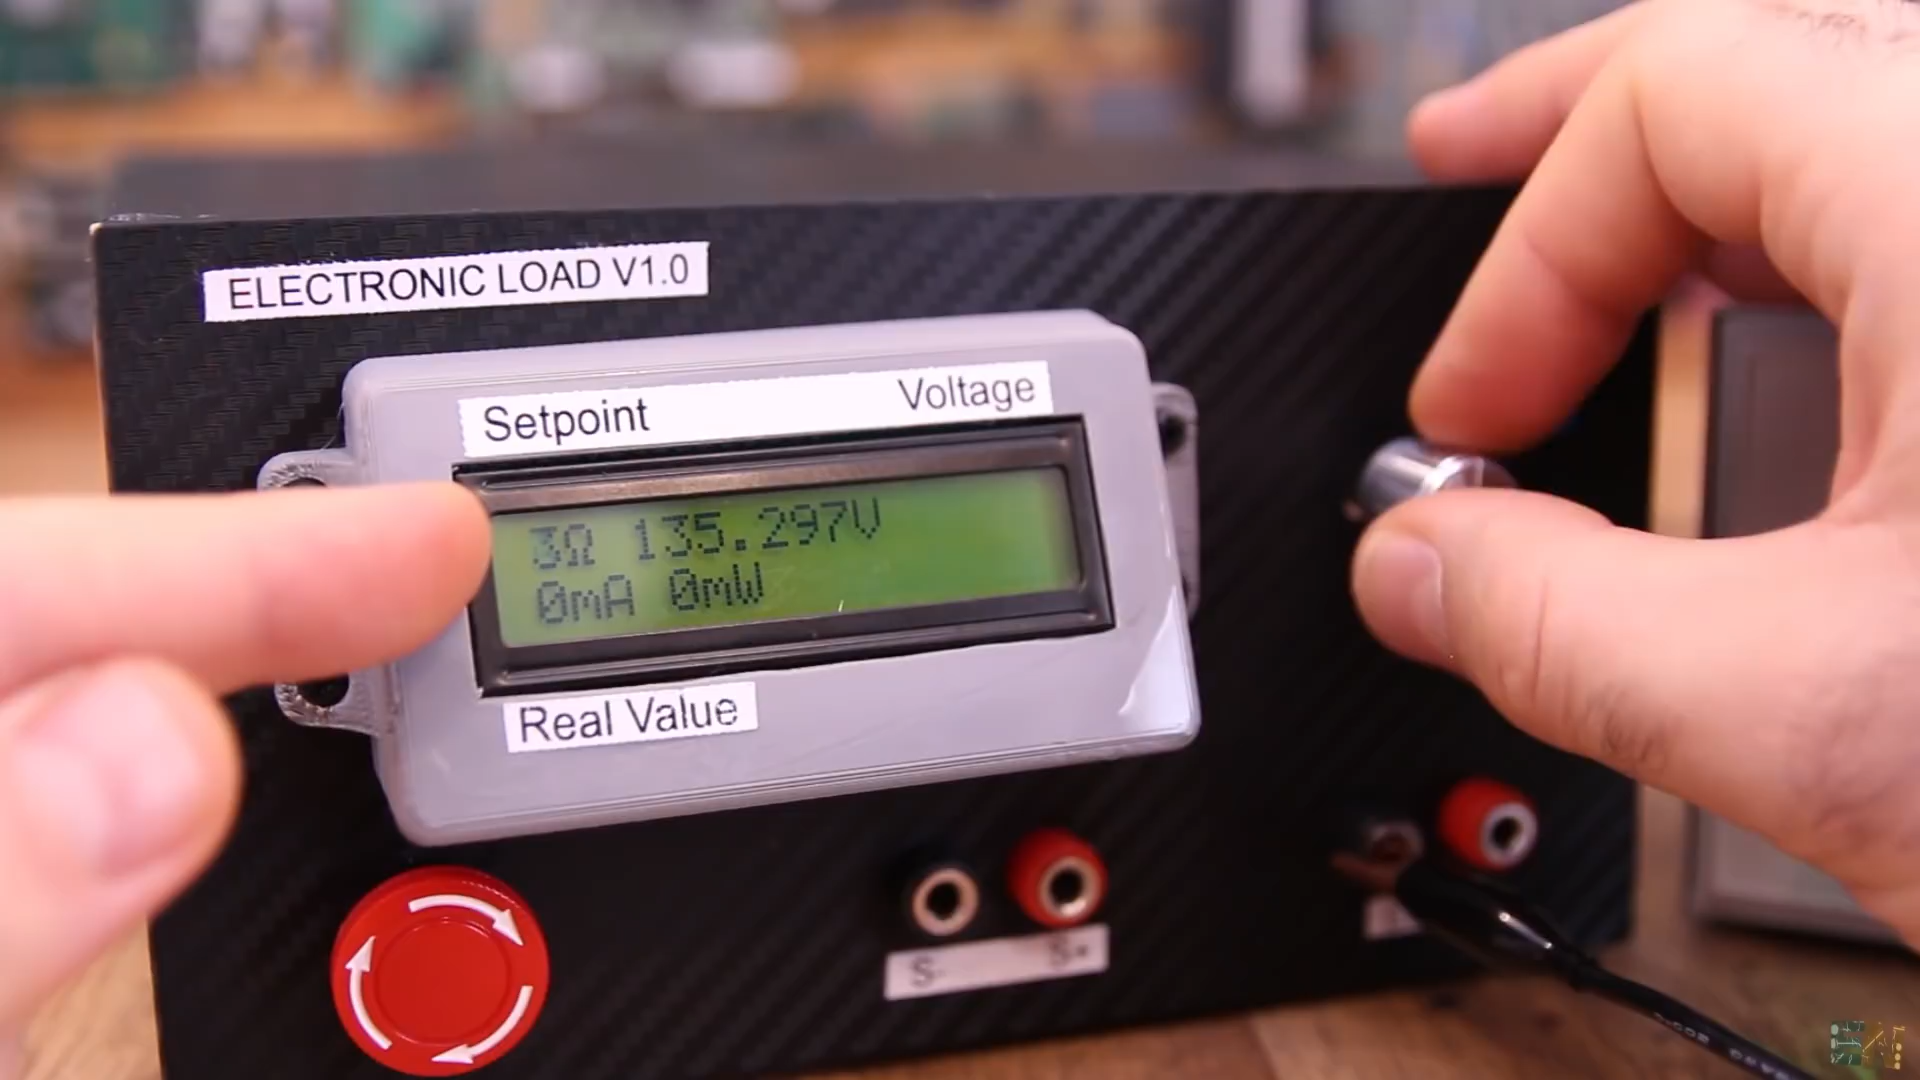 ELECTRONIC LOAD V1.0
Setpoint Voltage
3Ω 135.297V
0mA 0mW
Real Value
S- S+